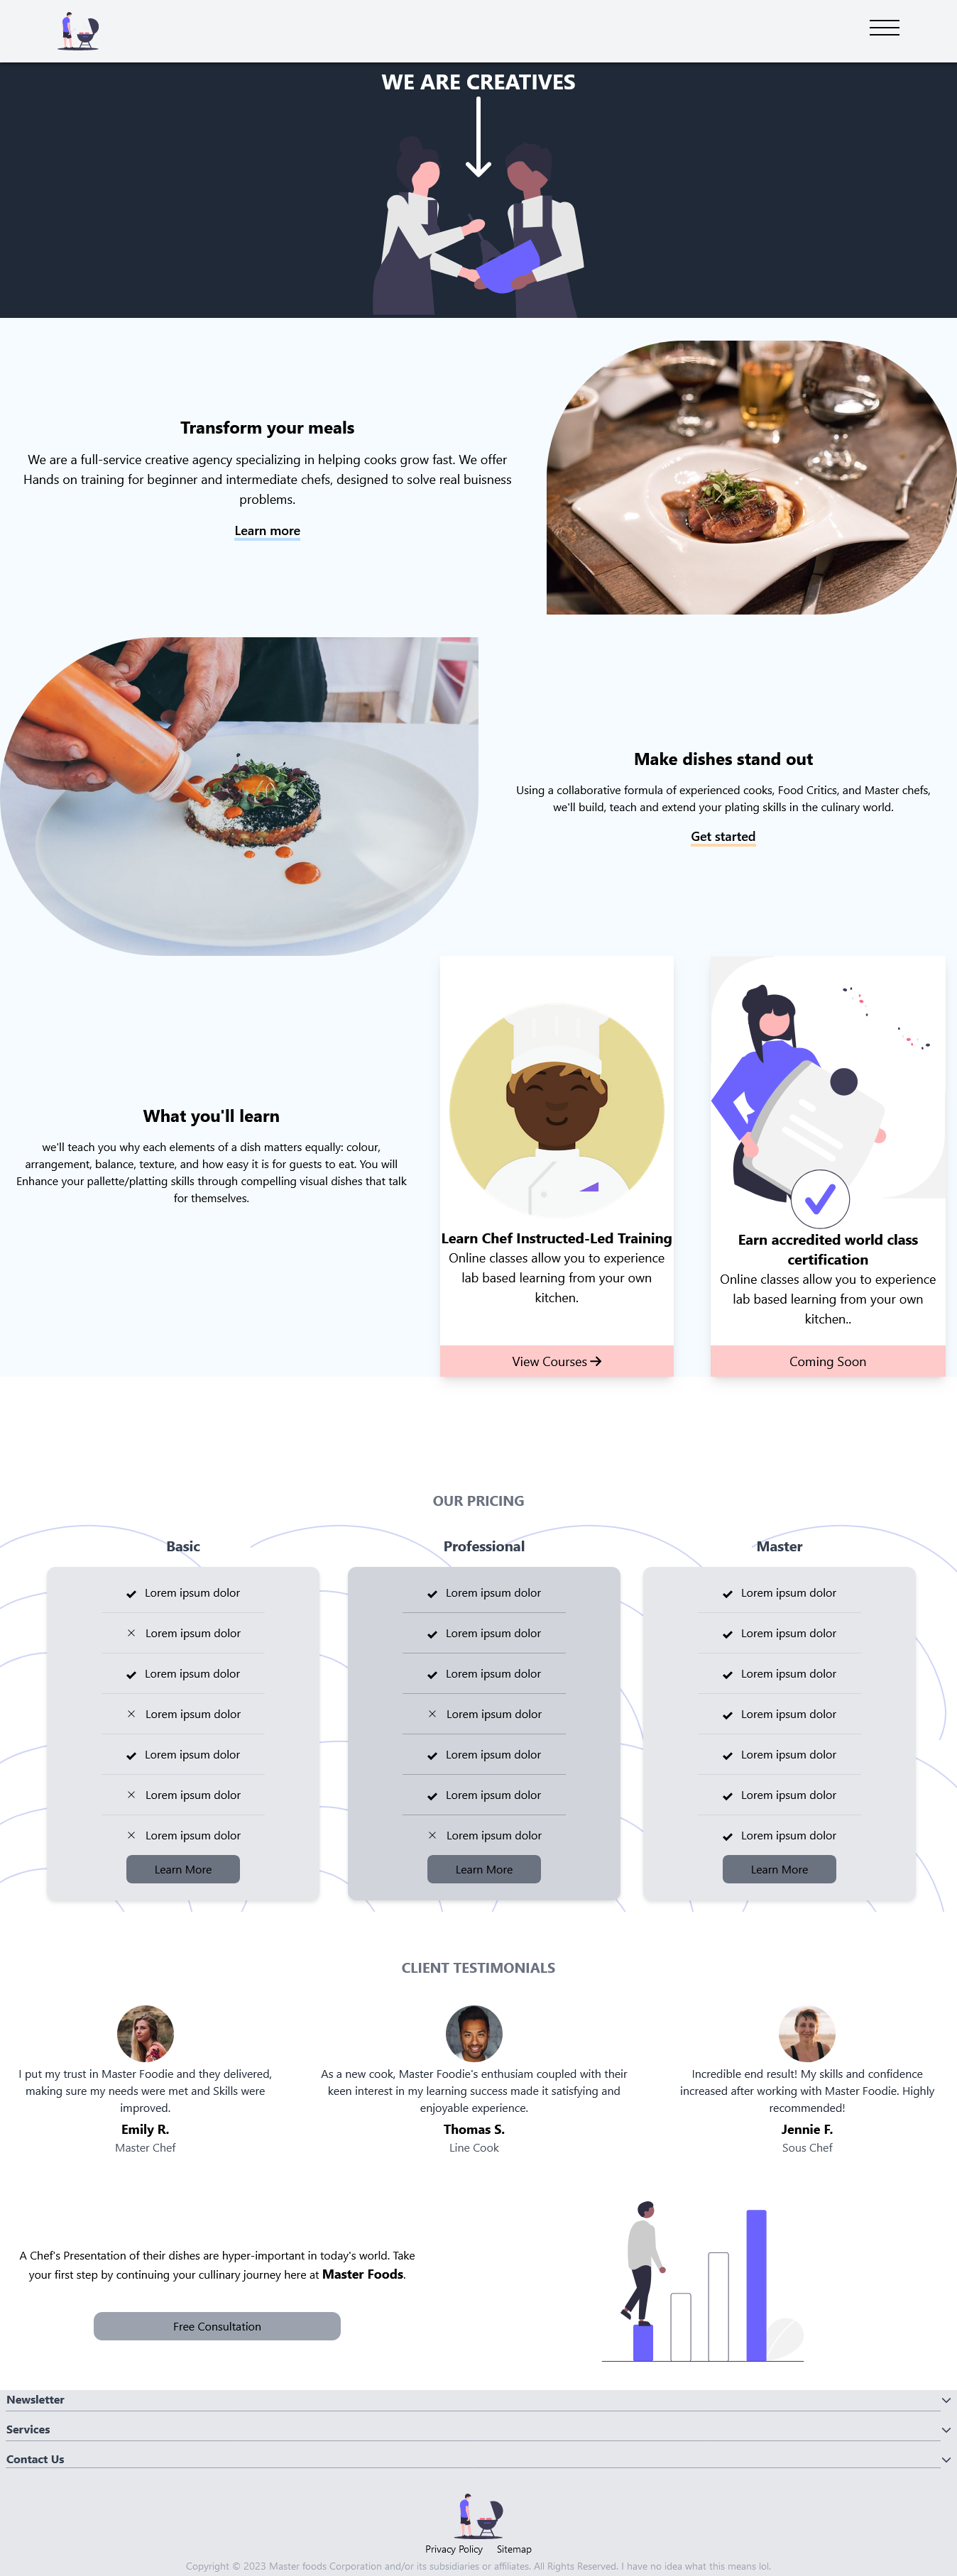 WE ARE CREATIVES
Transform your meals
We are a full-service creative agency specializing in helping cooks grow fast. We offer
Hands on training for beginner and intermediate chefs, designed to solve real buisness
problems.
Learn more
Make dishes stand out
Using a collaborative formula of experienced cooks, Food Critics, and Master chefs,
we'll build, teach and extend your plating skills in the culinary world.
Get started
What you'll learn
we'll teach you why each elements of a dish matters equally: colour,
arrangement, balance, texture, and how easy it is for guests to eat. You will
Enhance your pallette/platting skills through compelling visual dishes that talk
for themselves.
Learn Chef Instructed-Led Training
Online classes allow you to experience
lab based learning from your own
kitchen.
View Courses
Earn accredited world class
certification
Online classes allow you to experience
lab based learning from your own
kitchen..
Coming Soon
OUR PRICING
Basic
Lorem ipsum dolor
Lorem ipsum dolor
Lorem ipsum dolor
Lorem ipsum dolor
Lorem ipsum dolor
Lorem ipsum dolor
Lorem ipsum dolor
Learn More
Professional
Lorem ipsum dolor
Lorem ipsum dolor
Lorem ipsum dolor
Lorem ipsum dolor
Lorem ipsum dolor
Lorem ipsum dolor
Lorem ipsum dolor
Learn More
Master
Lorem ipsum dolor
Lorem ipsum dolor
Lorem ipsum dolor
Lorem ipsum dolor
Lorem ipsum dolor
Lorem ipsum dolor
Lorem ipsum dolor
Learn More
CLIENT TESTIMONIALS
I put my trust in Master Foodie and they delivered,
making sure my needs were met and Skills were
improved.
Emily R.
Master Chef
As a new cook, Master Foodie's enthusiam coupled with their
keen interest in my learning success made it satisfying and
enjoyable experience.
Thomas S.
Line Cook
Incredible end result! My skills and confidence
increased after working with Master Foodie. Highly
recommended!
Jennie F.
Sous Chef
A Chef's Presentation of their dishes are hyper-important in today's world. Take
your first step by continuing your cullinary journey here at Master Foods.
Free Consultation
Newsletter
Services
Contact Us
Privacy Policy Sitemap
Copyright © 2023 Master foods Corporation and/or its subsidiaries or affiliates. All Rights Reserved. I have no idea what this means lol.